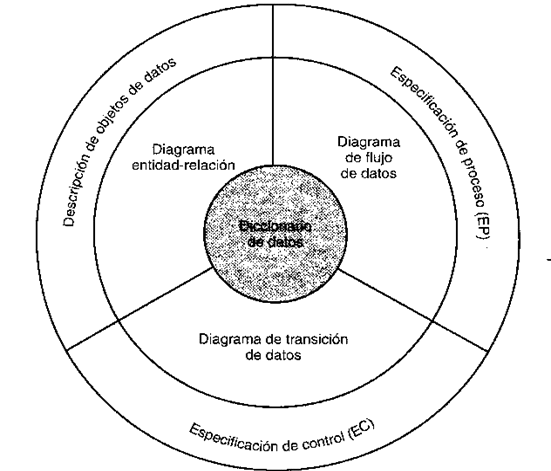 Descripción de objetos de datos
Especificación de proceso (EP)
Diagrama
entidad-relación
Diagrama
de flujo
de datos
Diccionario
de datos
Diagrama de transición
de datos
Especificación de control (EC)